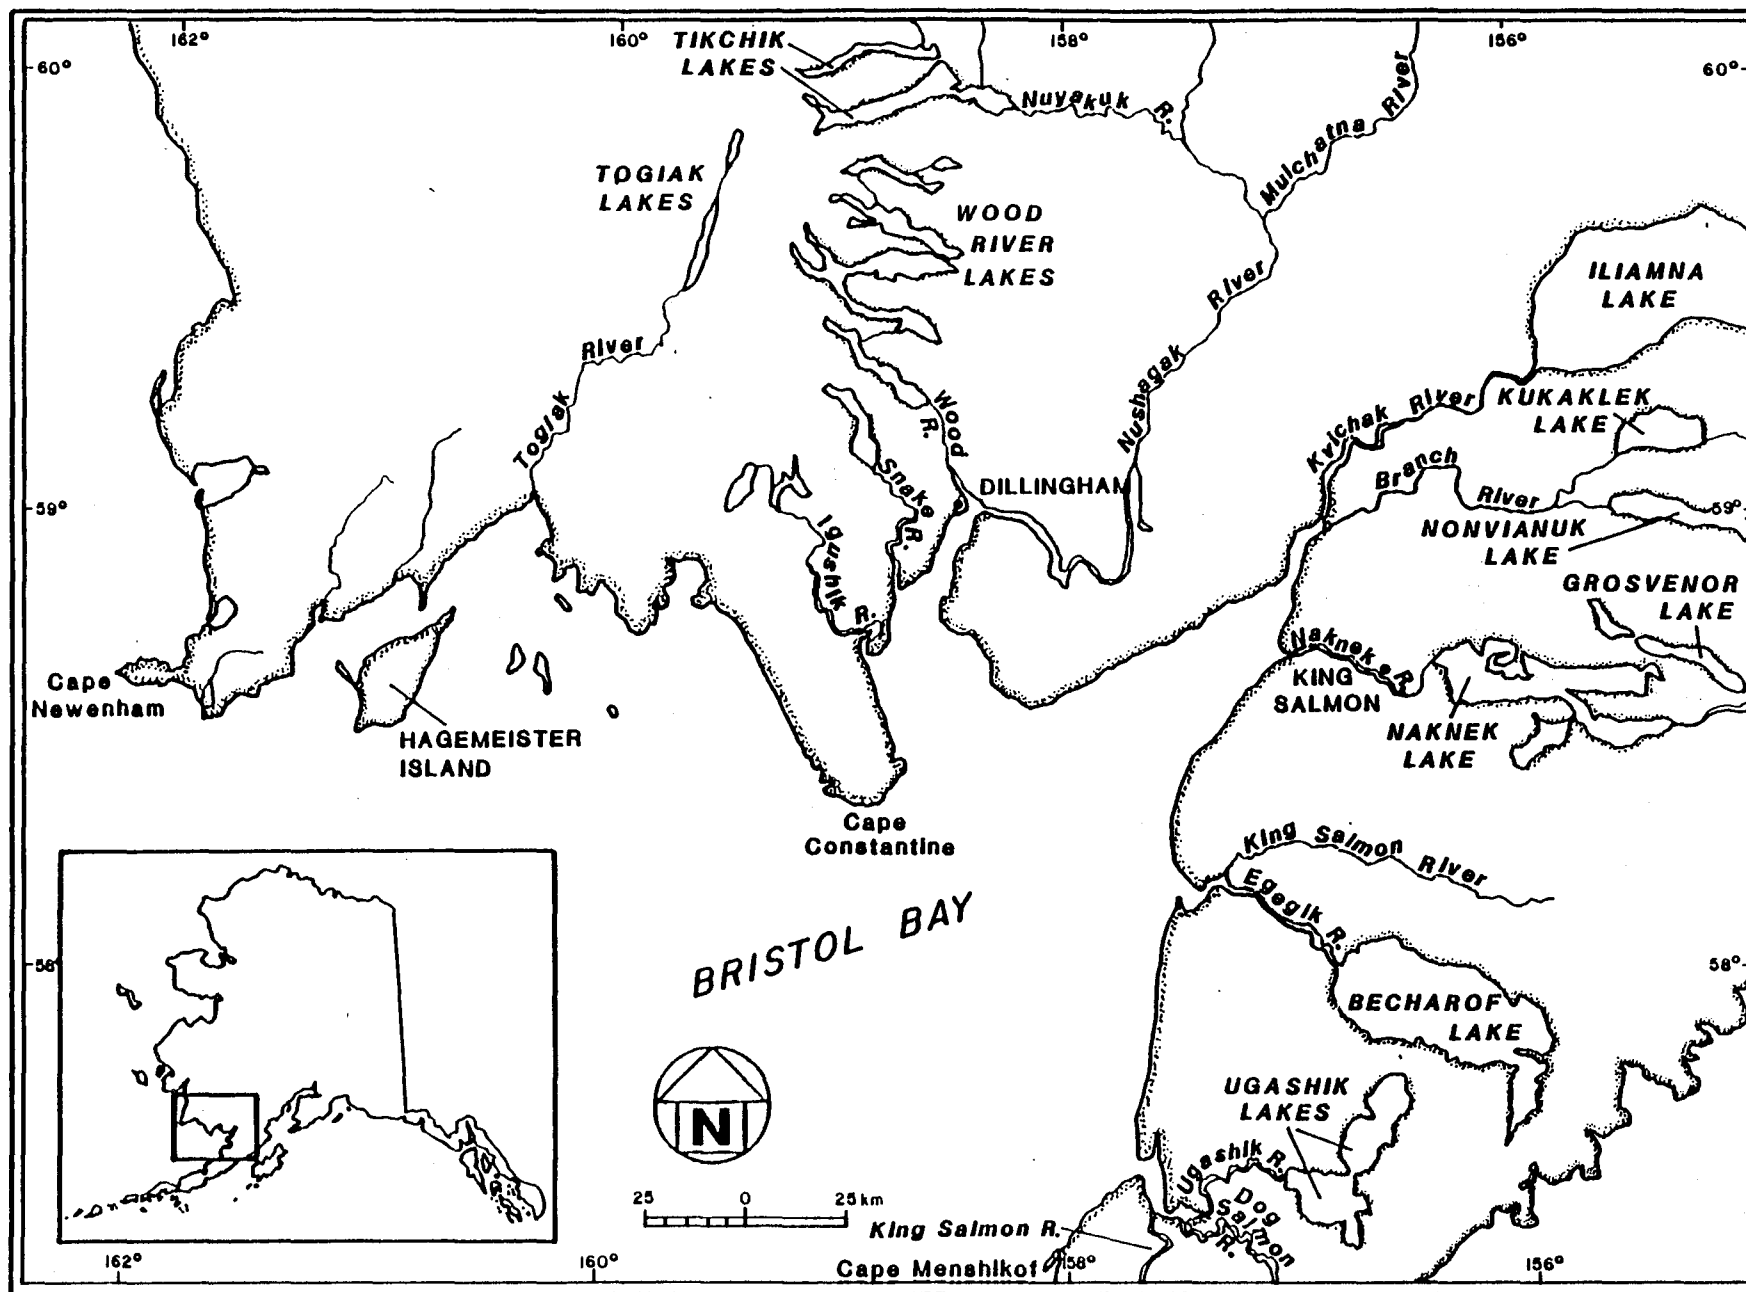 162°
160°
158°
156°
60°
60°
TIKCHIK
LAKES
Nuyakuk R.
Mulchatna River
TOGIAK
LAKES
WOOD
RIVER
LAKES
ILIAMNA
LAKE
Togiak River
Nushagak River
Wood R.
Kvichak River
KUKAKLEK
LAKE
Branch River
Snake R.
DILLINGHAM
59°
59°
NONVIANUK
LAKE
Igushik R.
GROSVENOR
LAKE
Naknek R.
KING
SALMON
NAKNEK
LAKE
Cape
Newenham
HAGEMEISTER
ISLAND
Cape
Constantine
King Salmon River
Egegik R.
BRISTOL BAY
58°
58°
BECHAROF
LAKE
UGASHIK
LAKES
N
Ugashik R.
Dog
Salmon
R.
25 0 25 km
King Salmon R.
Cape Menshikof
162°
160°
158°
156°